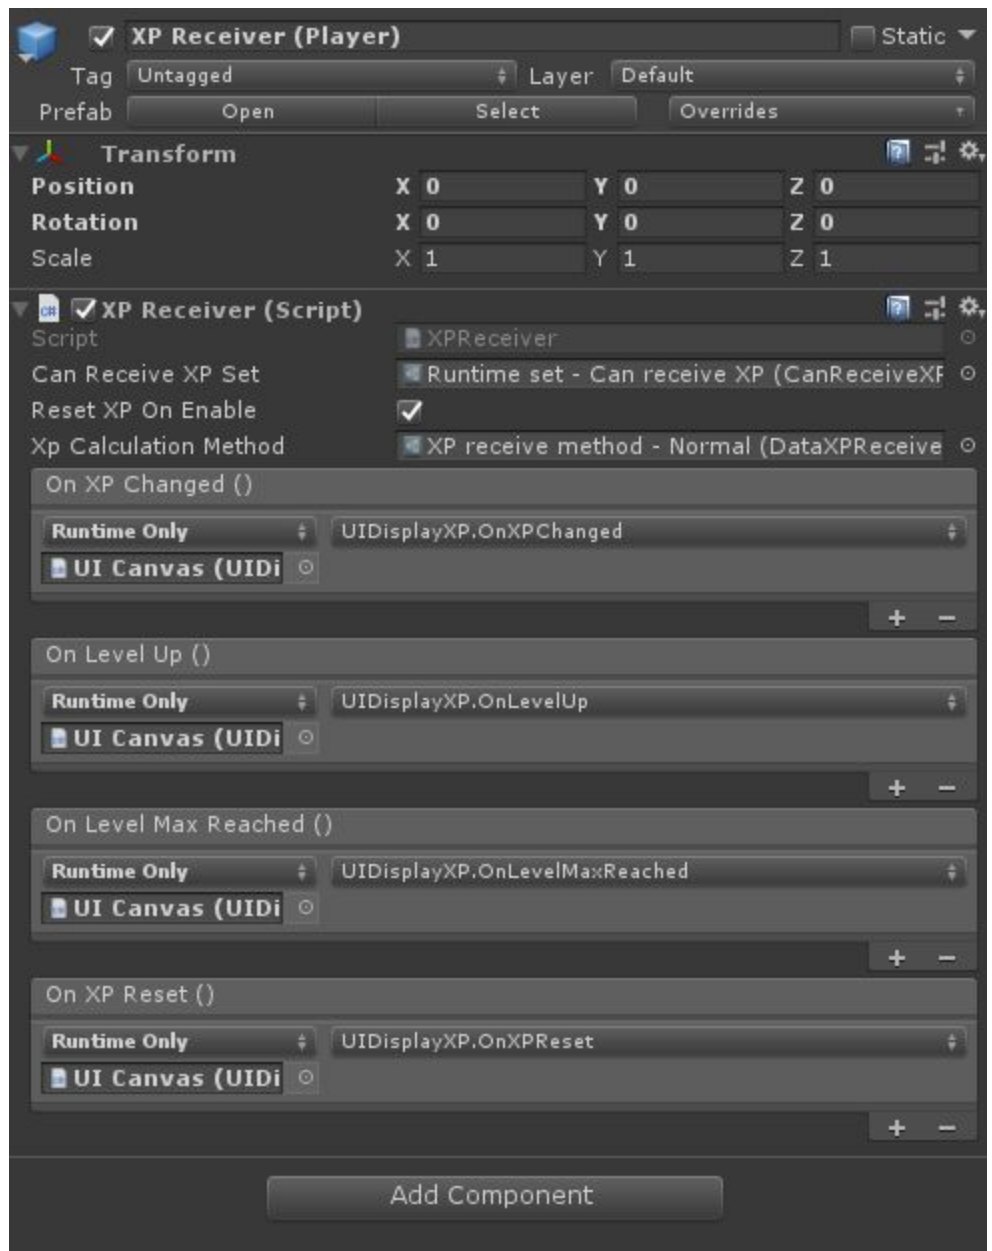 XP Receiver (Player) Static
Tag Untagged Layer Default
Prefab Open Select Overrides
Transform
Position X 0 Y 0 Z 0
Rotation X 0 Y 0 Z 0
Scale X 1 Y 1 Z 1
C# XP Receiver (Script)
Script XPReceiver
Can Receive XP Set Runtime set - Can receive XP (CanReceiveXP
Reset XP On Enable
Xp Calculation Method XP receive method - Normal (DataXPReceive
On XP Changed ()
Runtime Only UIDisplayXP.OnXPChanged
UI Canvas (UIDi
+ −
On Level Up ()
Runtime Only UIDisplayXP.OnLevelUp
UI Canvas (UIDi
+ −
On Level Max Reached ()
Runtime Only UIDisplayXP.OnLevelMaxReached
UI Canvas (UIDi
+ −
On XP Reset ()
Runtime Only UIDisplayXP.OnXPReset
UI Canvas (UIDi
+ −
Add Component